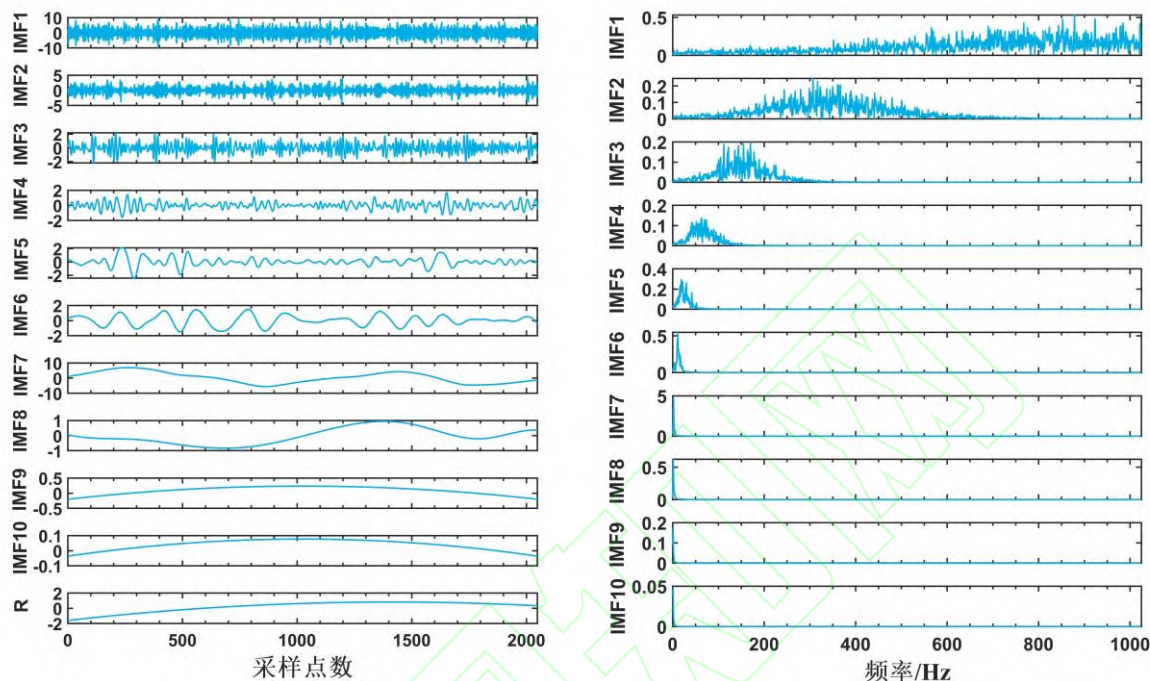 IMF1 10 0 -10
IMF2 5 0 -5
IMF3 2 0 -2
IMF4 2 0 -2
IMF5 2 0 -2
IMF6 2 0 -2
IMF7 10 0 -10
IMF8 1 0 -1
IMF9 0.5 0 -0.5
IMF10 0.1 0 -0.1
R 2 0 -2
0 500 1000 1500 2000
采样点数
IMF1 0.5 0
IMF2 0.2 0.1 0
IMF3 0.2 0.1 0
IMF4 0.2 0.1 0
IMF5 0.4 0.2 0
IMF6 0.5 0
IMF7 5 0
IMF8 0.5 0
IMF9 0.2 0.1 0
IMF10 0.05 0
0 200 400 600 800 1000
频率/Hz